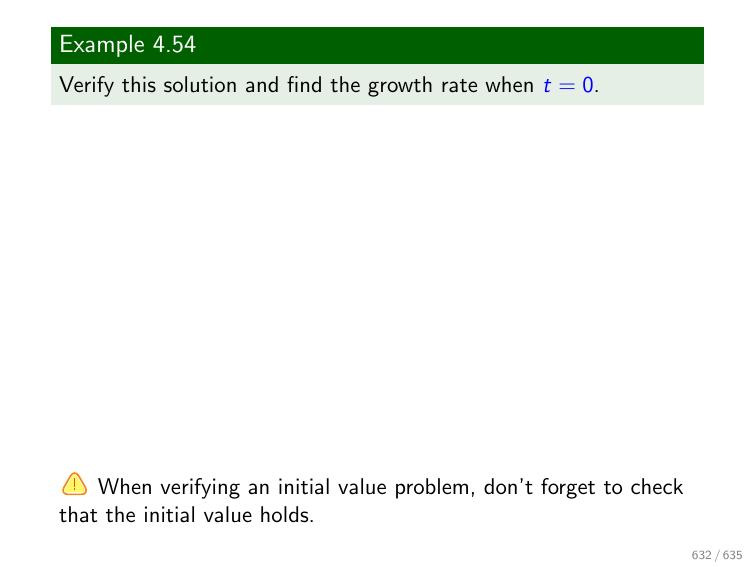 Example 4.54
Verify this solution and find the growth rate when t = 0.
When verifying an initial value problem, don't forget to check
that the initial value holds.
632 / 635